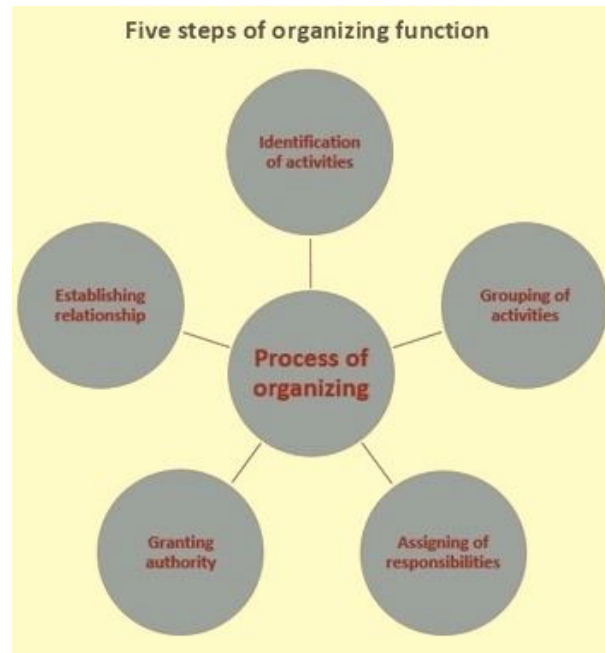 Five steps of organizing function
Identification
of activities
Grouping of
activities
Assigning of
responsibilities
Granting
authority
Establishing
relationship
Process of
organizing